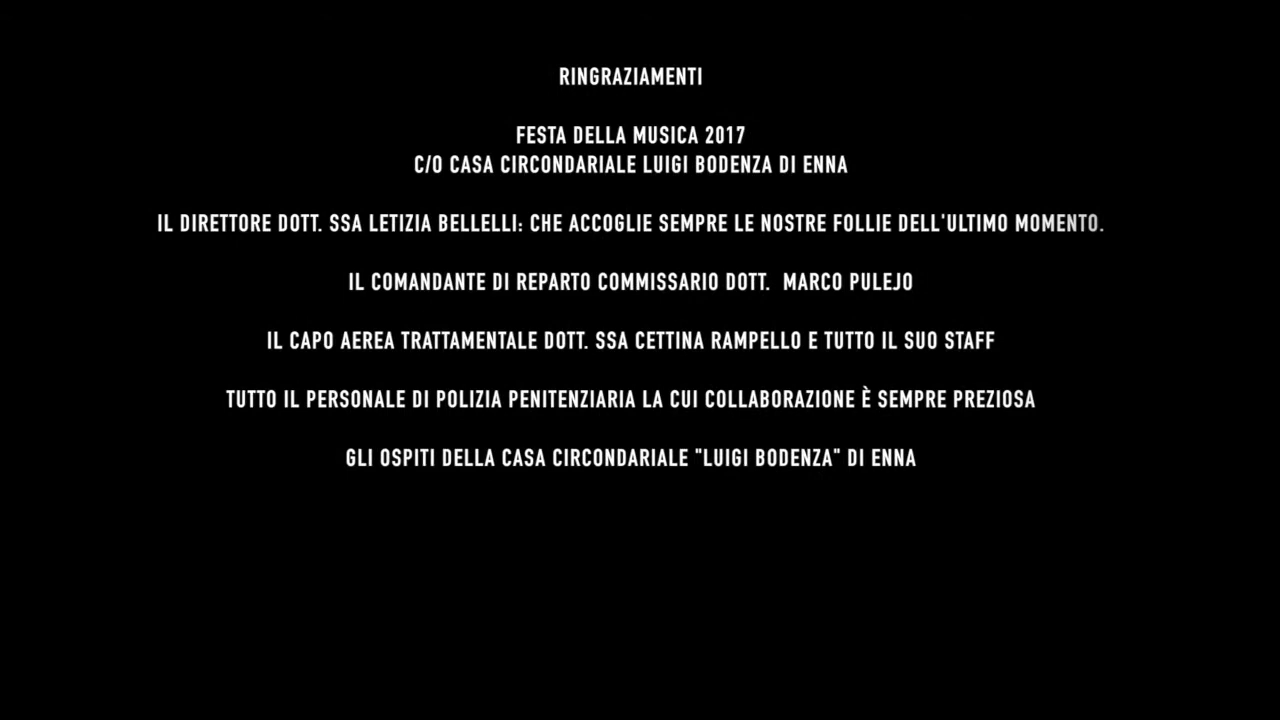 RINGRAZIAMENTI
FESTA DELLA MUSICA 2017
C/O CASA CIRCONDARIALE LUIGI BODENZA DI ENNA
IL DIRETTORE DOTT. SSA LETIZIA BELLELLI: CHE ACCOGLIE SEMPRE LE NOSTRE FOLLIE DELL'ULTIMO MOMENTO.
IL COMANDANTE DI REPARTO COMMISSARIO DOTT.  MARCO PULEJO
IL CAPO AEREA TRATTAMENTALE DOTT. SSA CETTINA RAMPELLO E TUTTO IL SUO STAFF
TUTTO IL PERSONALE DI POLIZIA PENITENZIARIA LA CUI COLLABORAZIONE È SEMPRE PREZIOSA
GLI OSPITI DELLA CASA CIRCONDARIALE "LUIGI BODENZA" DI ENNA